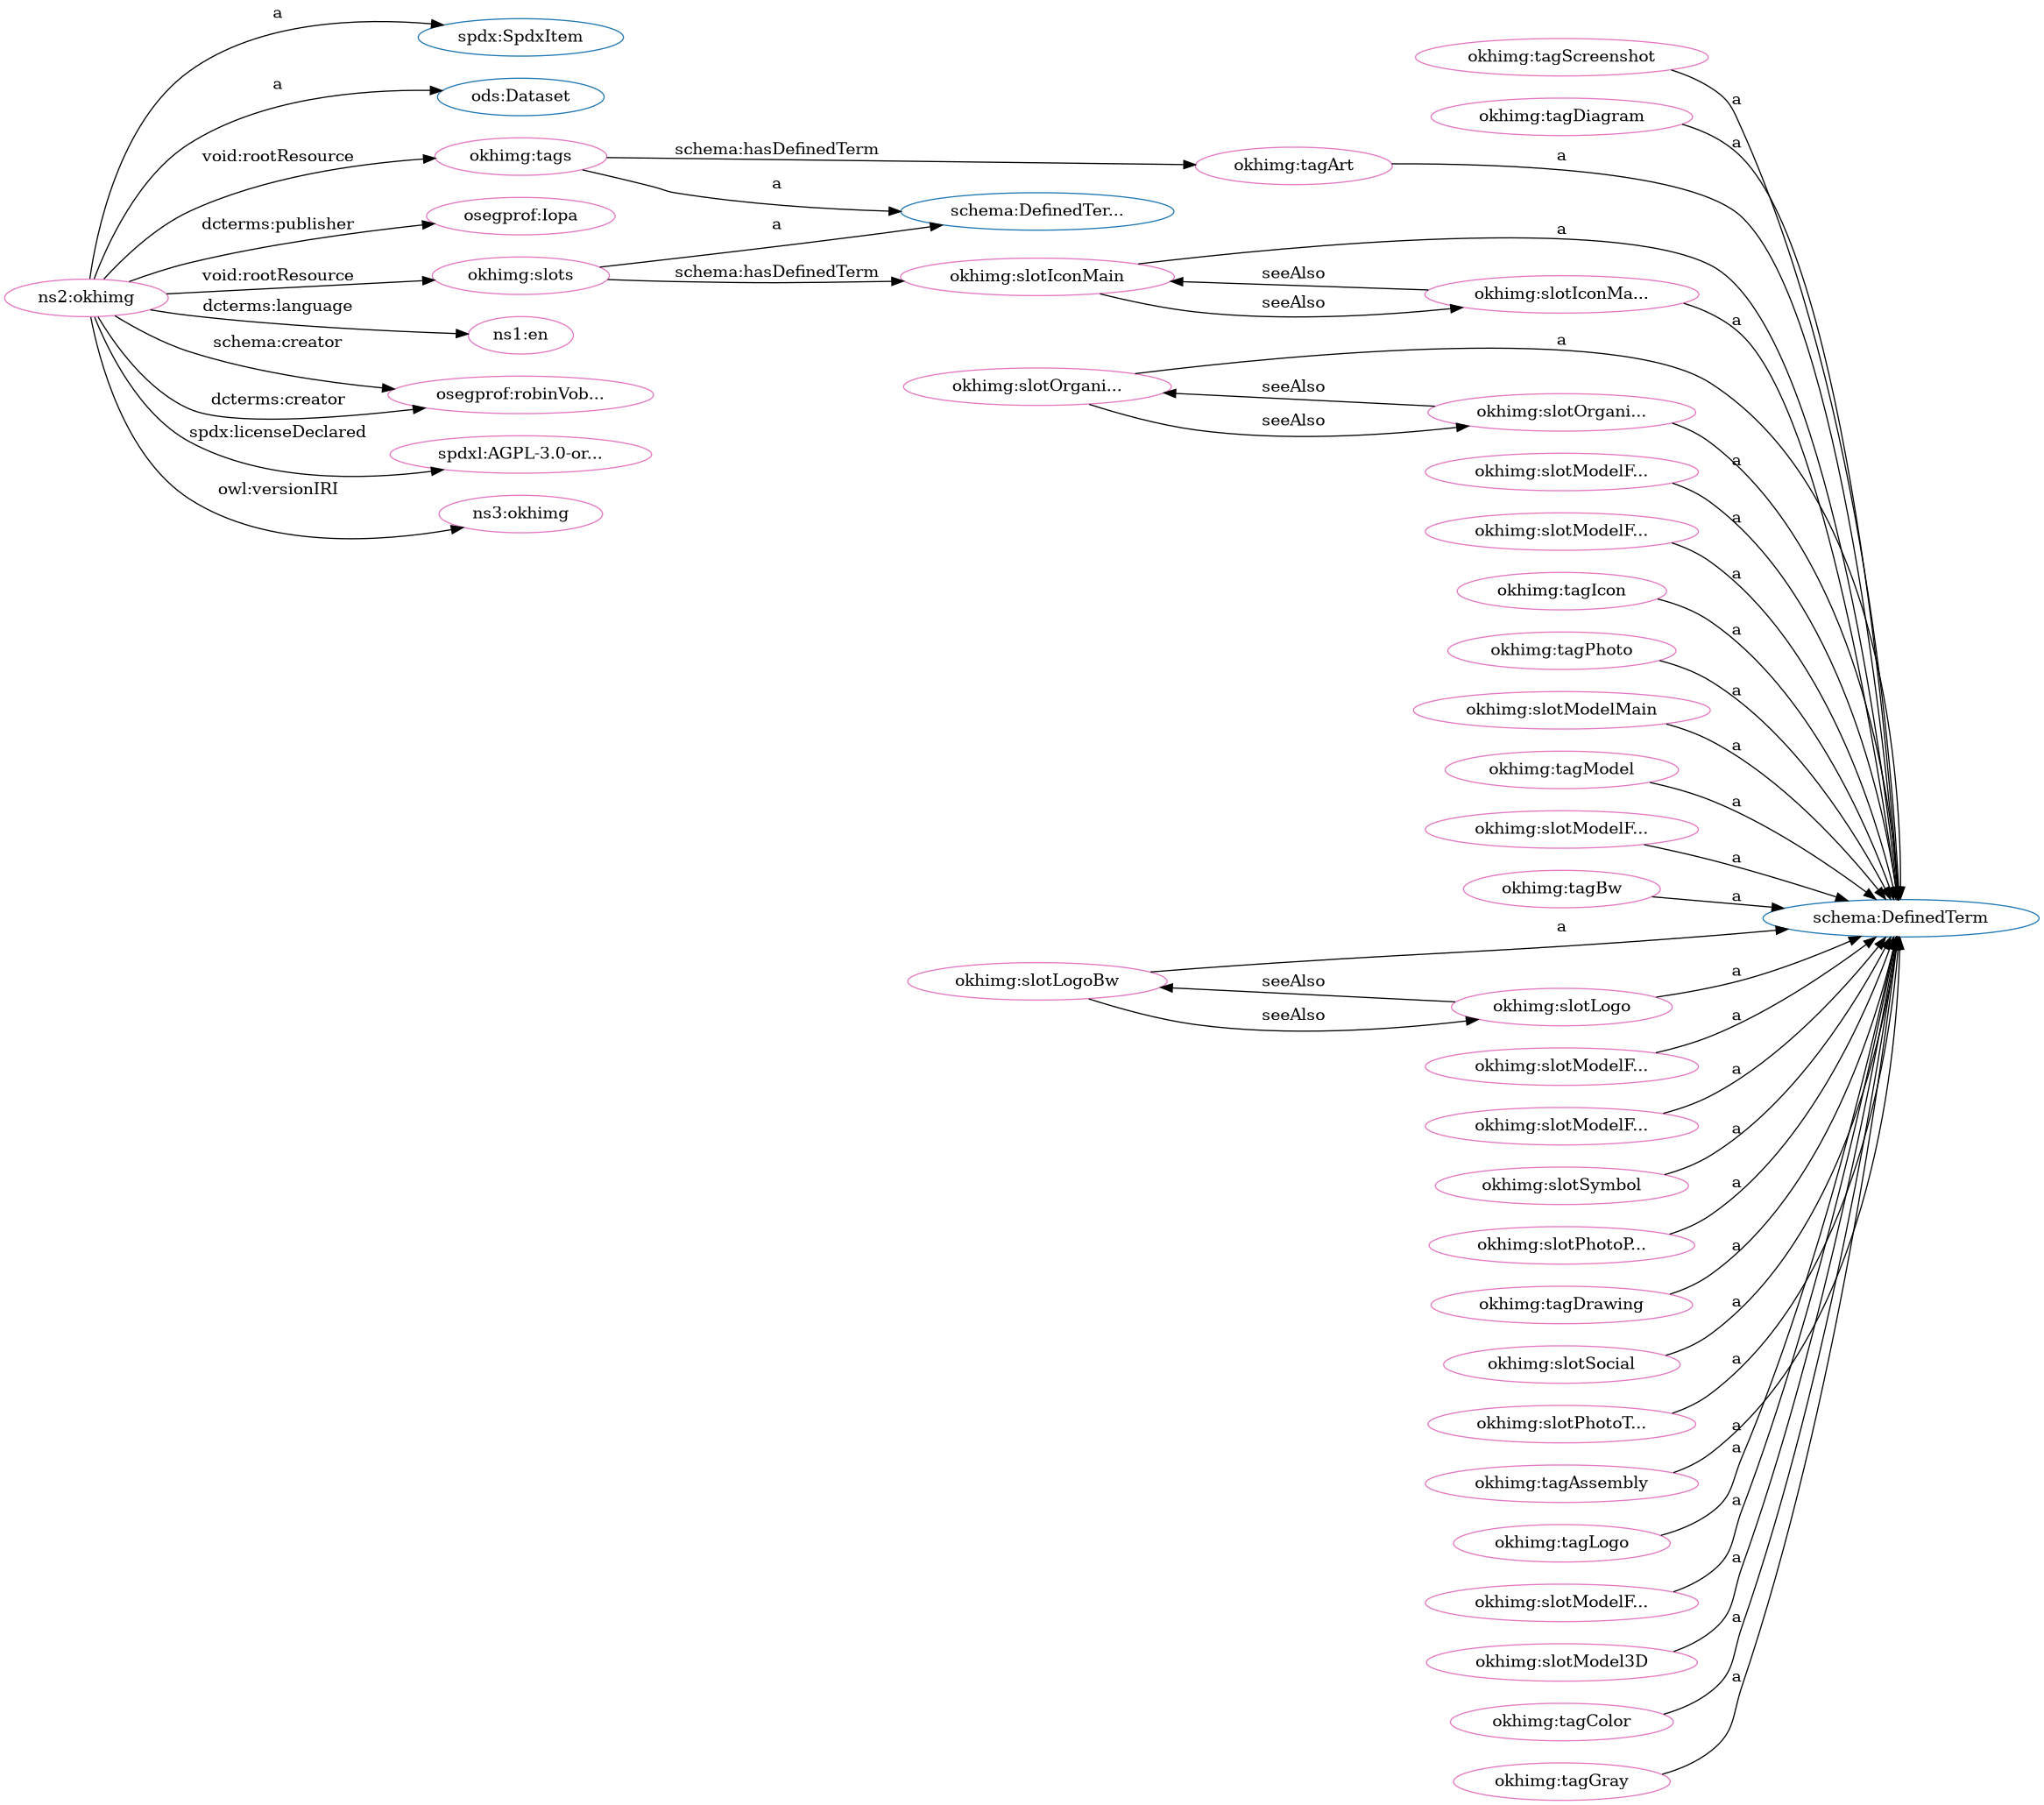 a
spdx:SpdxItem
a
ods:Dataset
void:rootResource
okhimg:tags
dcterms:publisher
osegprof:Iopa
void:rootResource
okhimg:slots
ns2:okhimg
dcterms:language
ns1:en
schema:creator
osegprof:robinVob...
dcterms:creator
spdx:licenseDeclared
spdxl:AGPL-3.0-or...
owl:versionIRI
ns3:okhimg
schema:hasDefinedTerm
okhimg:tagArt
a
a
schema:DefinedTer...
a
schema:hasDefinedTerm
okhimg:slotIconMain
a
seeAlso
seeAlso
okhimg:slotIconMa...
a
okhimg:slotOrgani...
a
seeAlso
seeAlso
okhimg:slotOrgani...
a
okhimg:tagScreenshot
a
okhimg:tagDiagram
a
okhimg:slotModelF...
a
okhimg:slotModelF...
a
okhimg:tagIcon
a
okhimg:tagPhoto
a
okhimg:slotModelMain
a
okhimg:tagModel
a
okhimg:slotModelF...
a
okhimg:tagBw
a
schema:DefinedTerm
okhimg:slotLogoBw
a
seeAlso
seeAlso
okhimg:slotLogo
a
okhimg:slotModelF...
a
okhimg:slotModelF...
a
okhimg:slotSymbol
a
okhimg:slotPhotoP...
a
okhimg:tagDrawing
a
okhimg:slotSocial
a
okhimg:slotPhotoT...
a
okhimg:tagAssembly
a
okhimg:tagLogo
a
okhimg:slotModelF...
a
okhimg:slotModel3D
a
okhimg:tagColor
a
okhimg:tagGray
a